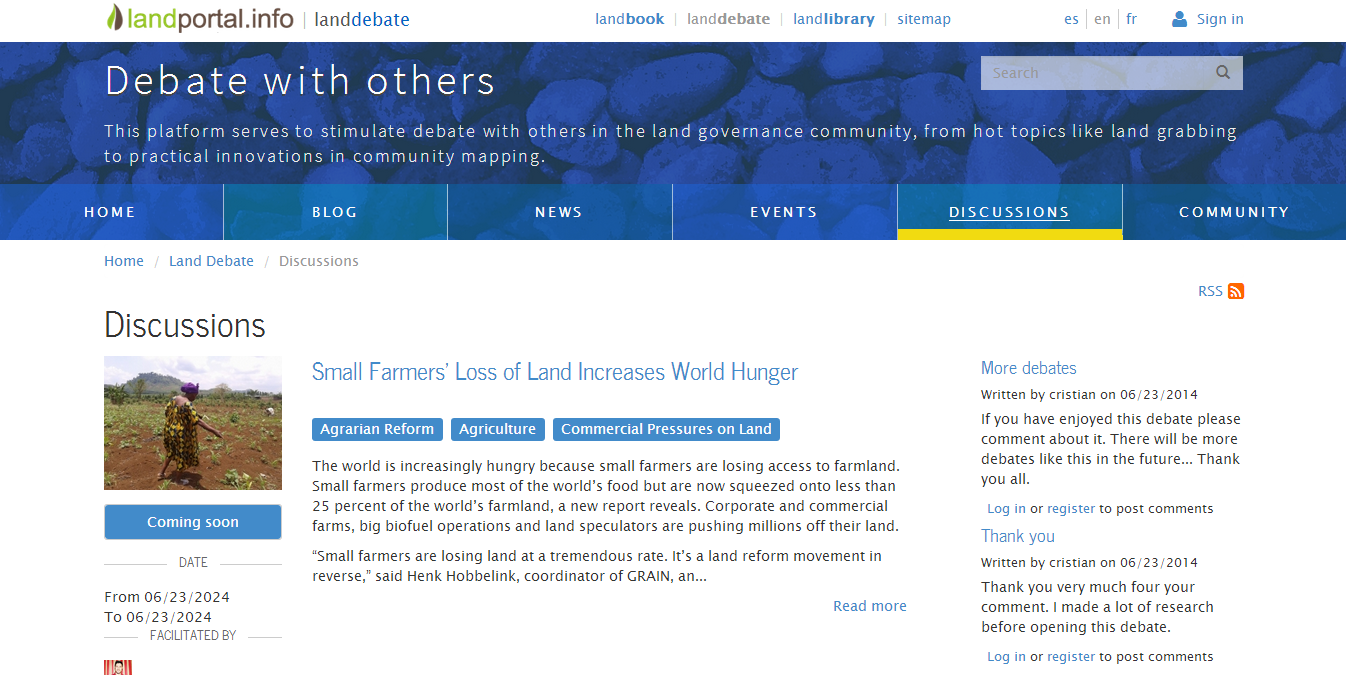 landportal.info | landdebate
landbook | landdebate | landlibrary | sitemap
es | en | fr
Sign in
Debate with others
Search
This platform serves to stimulate debate with others in the land governance community, from hot topics like land grabbing
to practical innovations in community mapping.
HOME
BLOG
NEWS
EVENTS
DISCUSSIONS
COMMUNITY
Home / Land Debate / Discussions
RSS
Discussions
Coming soon
DATE
From 06/23/2024
To 06/23/2024
FACILITATED BY
Small Farmers’ Loss of Land Increases World Hunger
Agrarian Reform
Agriculture
Commercial Pressures on Land
The world is increasingly hungry because small farmers are losing access to farmland.
Small farmers produce most of the world’s food but are now squeezed onto less than
25 percent of the world’s farmland, a new report reveals. Corporate and commercial
farms, big biofuel operations and land speculators are pushing millions off their land.
“Small farmers are losing land at a tremendous rate. It’s a land reform movement in
reverse,” said Henk Hobbelink, coordinator of GRAIN, an...
Read more
More debates
Written by cristian on 06/23/2014
If you have enjoyed this debate please
comment about it. There will be more
debates like this in the future... Thank
you all.
Log in or register to post comments
Thank you
Written by cristian on 06/23/2014
Thank you very much four your
comment. I made a lot of research
before opening this debate.
Log in or register to post comments